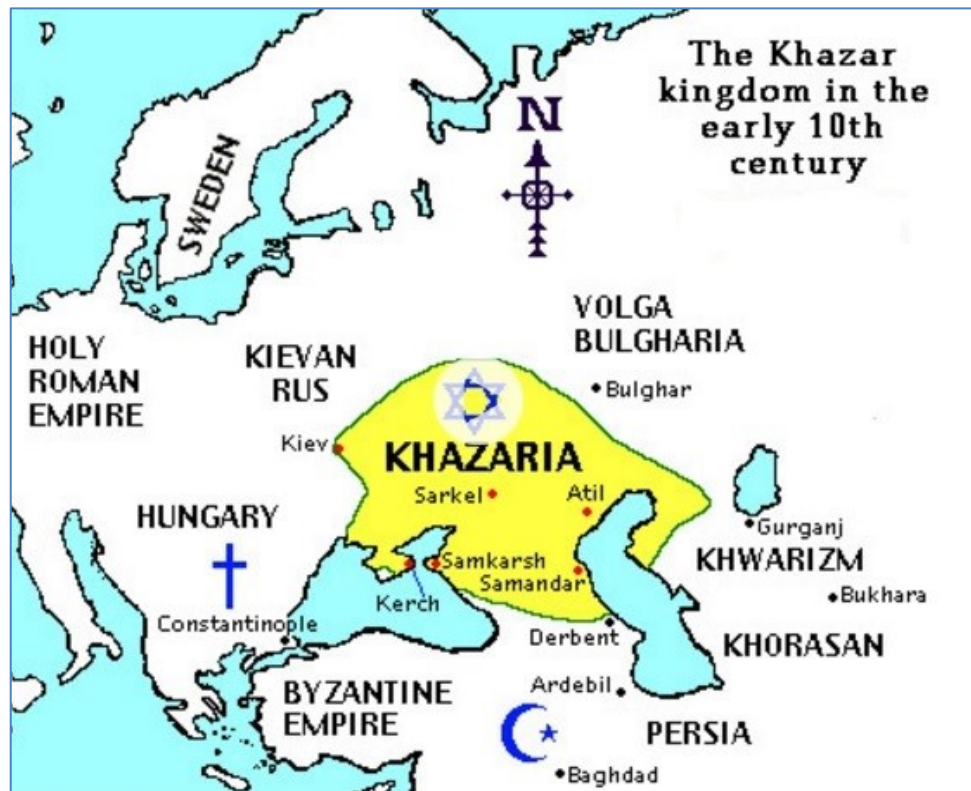 The Khazar
kingdom in the
early 10th
century
N
SWEDEN
HOLY
ROMAN
EMPIRE
KIEVAN
RUS
VOLGA
BULGHARIA
Bulghar
Kiev
KHAZARIA
Sarkel
Atil
HUNGARY
Gurganj
Samkarsh
KHWARIZM
Samandar
Kerch
Bukhara
Constantinople
Derbent
KHORASAN
BYZANTINE
EMPIRE
Ardebil
PERSIA
Baghdad